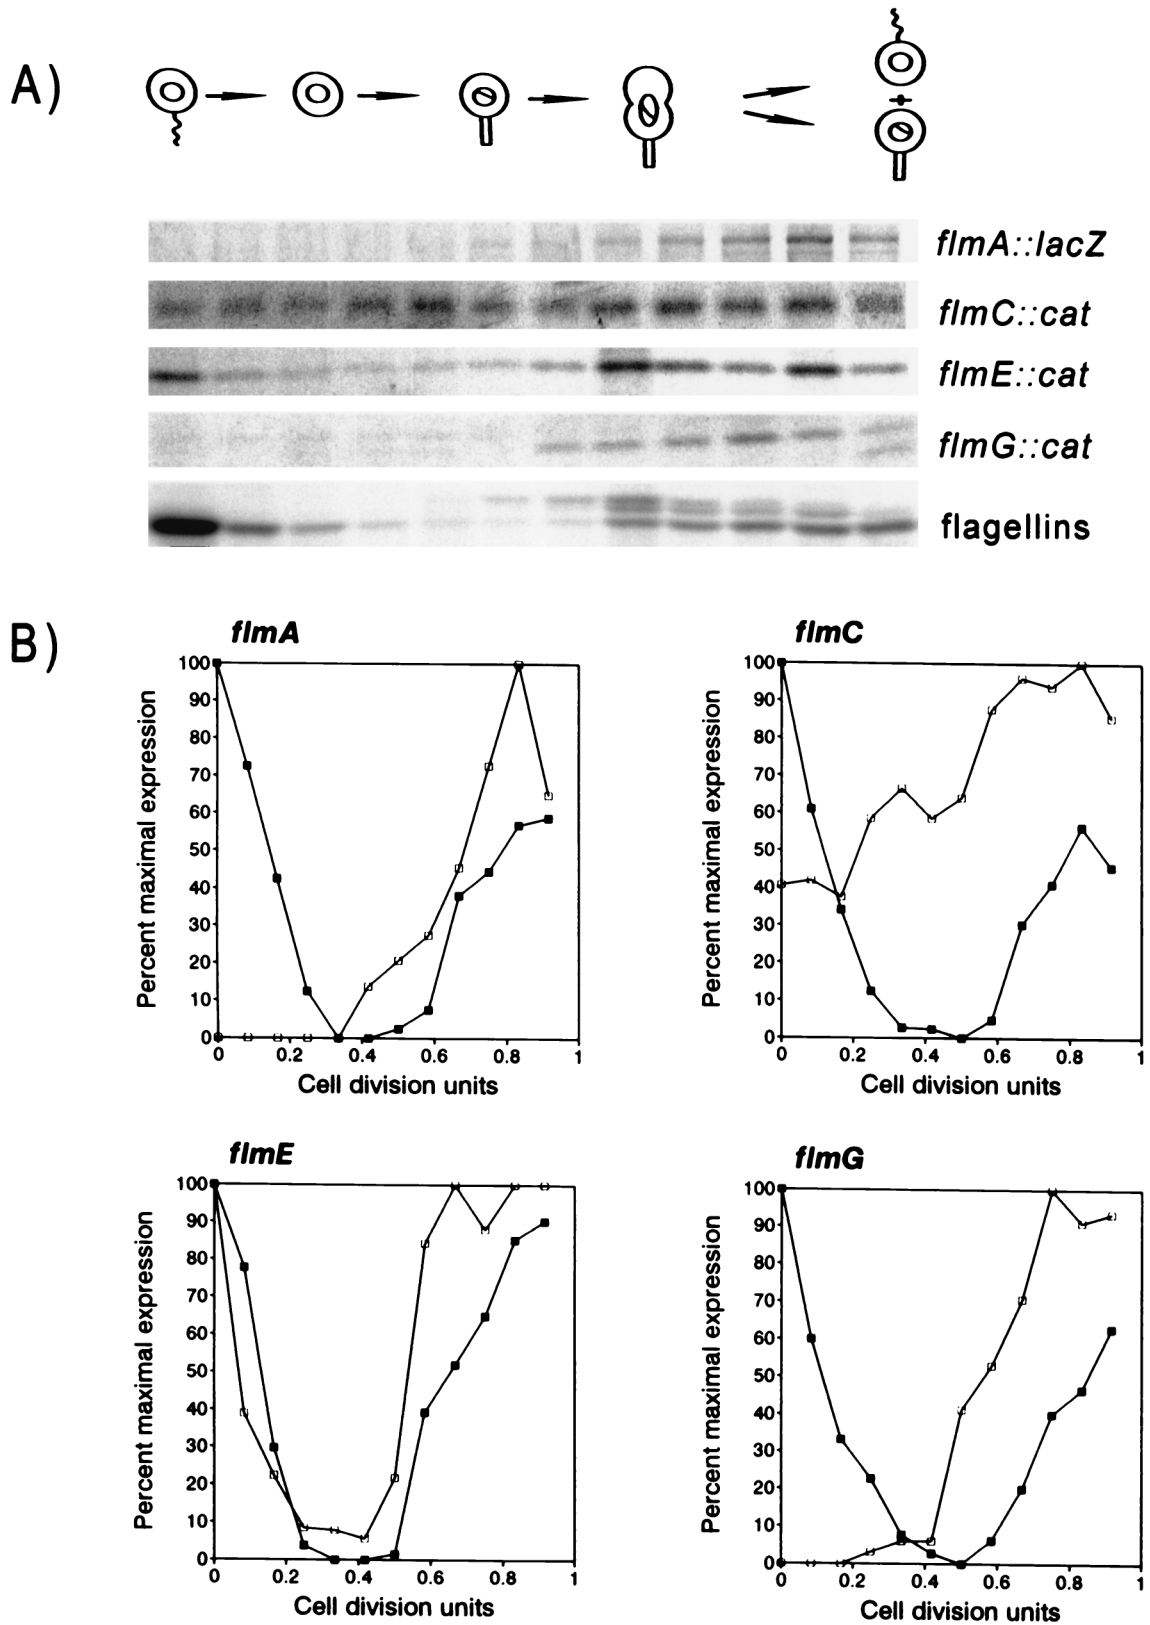 A)
flmA::lacZ
flmC::cat
flmE::cat
flmG::cat
flagellins
B)
flmA
flmC
100
90
80
70
60
50
40
30
20
10
0
0 0.2 0.4 0.6 0.8 1
Percent maximal expression
Cell division units
100
90
80
70
60
50
40
30
20
10
0
0 0.2 0.4 0.6 0.8 1
Percent maximal expression
Cell division units
flmE
flmG
100
90
80
70
60
50
40
30
20
10
0
0 0.2 0.4 0.6 0.8 1
Percent maximal expression
Cell division units
100
90
80
70
60
50
40
30
20
10
0
0 0.2 0.4 0.6 0.8 1
Percent maximal expression
Cell division units